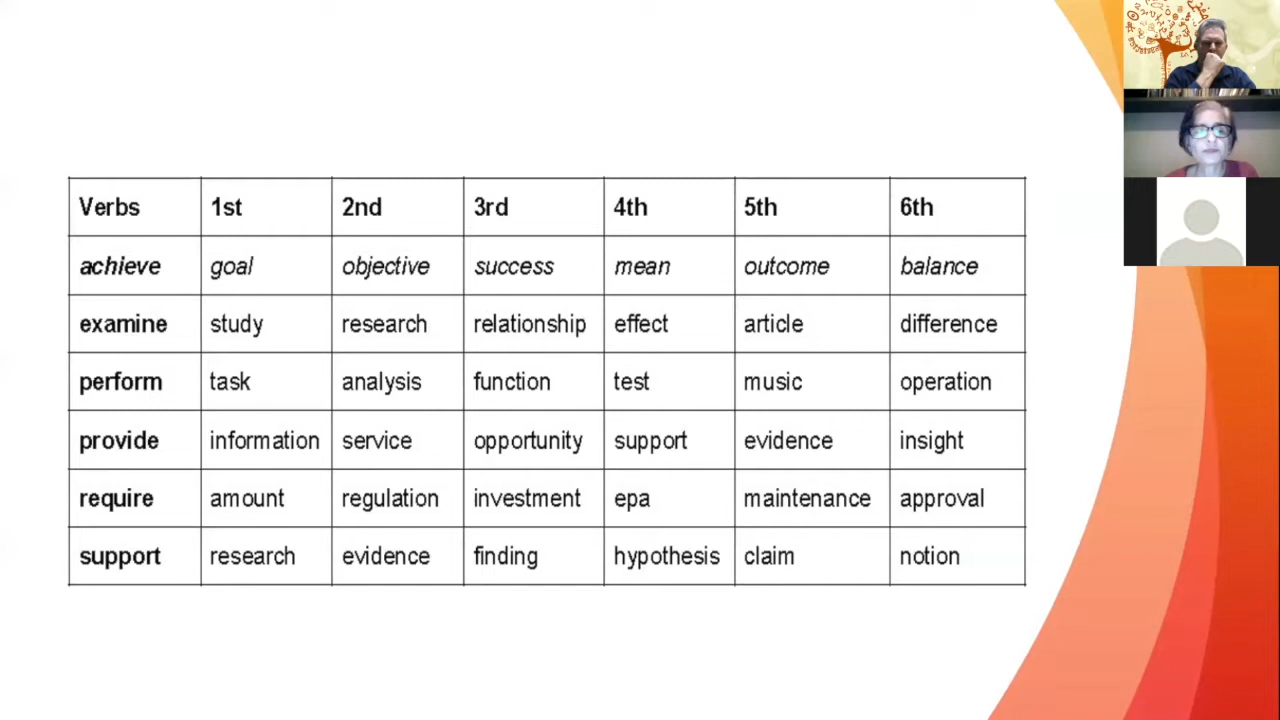 Verbs 1st 2nd 3rd 4th 5th 6th
achieve goal objective success mean outcome balance
examine study research relationship effect article difference
perform task analysis function test music operation
provide information service opportunity support evidence insight
require amount regulation investment epa maintenance approval
support research evidence finding hypothesis claim notion